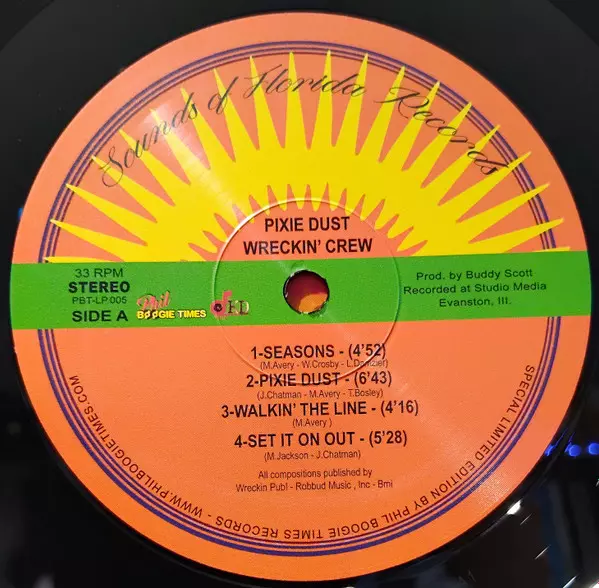 Sounds of Florida Records
PIXIE DUST
WRECKIN' CREW
33 RPM
STEREO
PBT-LP.005
SIDE A
Phil
BOOGIE TIMES
Prod. by Buddy Scott
Recorded at Studio Media
Evanston, Ill.
1-SEASONS - (4'52)
(M.Avery - W.Crosby - L.Dozzier)
2-PIXIE DUST - (6'43)
(J.Chatman - M.Avery - T.Bosley)
3-WALKIN' THE LINE - (4'16)
(M.Avery )
4-SET IT ON OUT - (5'28)
(M.Jackson - J.Chatman)
All compositions published by
Wreckin Publ - Robbud Music , Inc - Bmi
SPECIAL LIMITED EDITION BY PHIL BOOGIE TIMES RECORDS - WWW.PHILBOOGIETIMES.COM